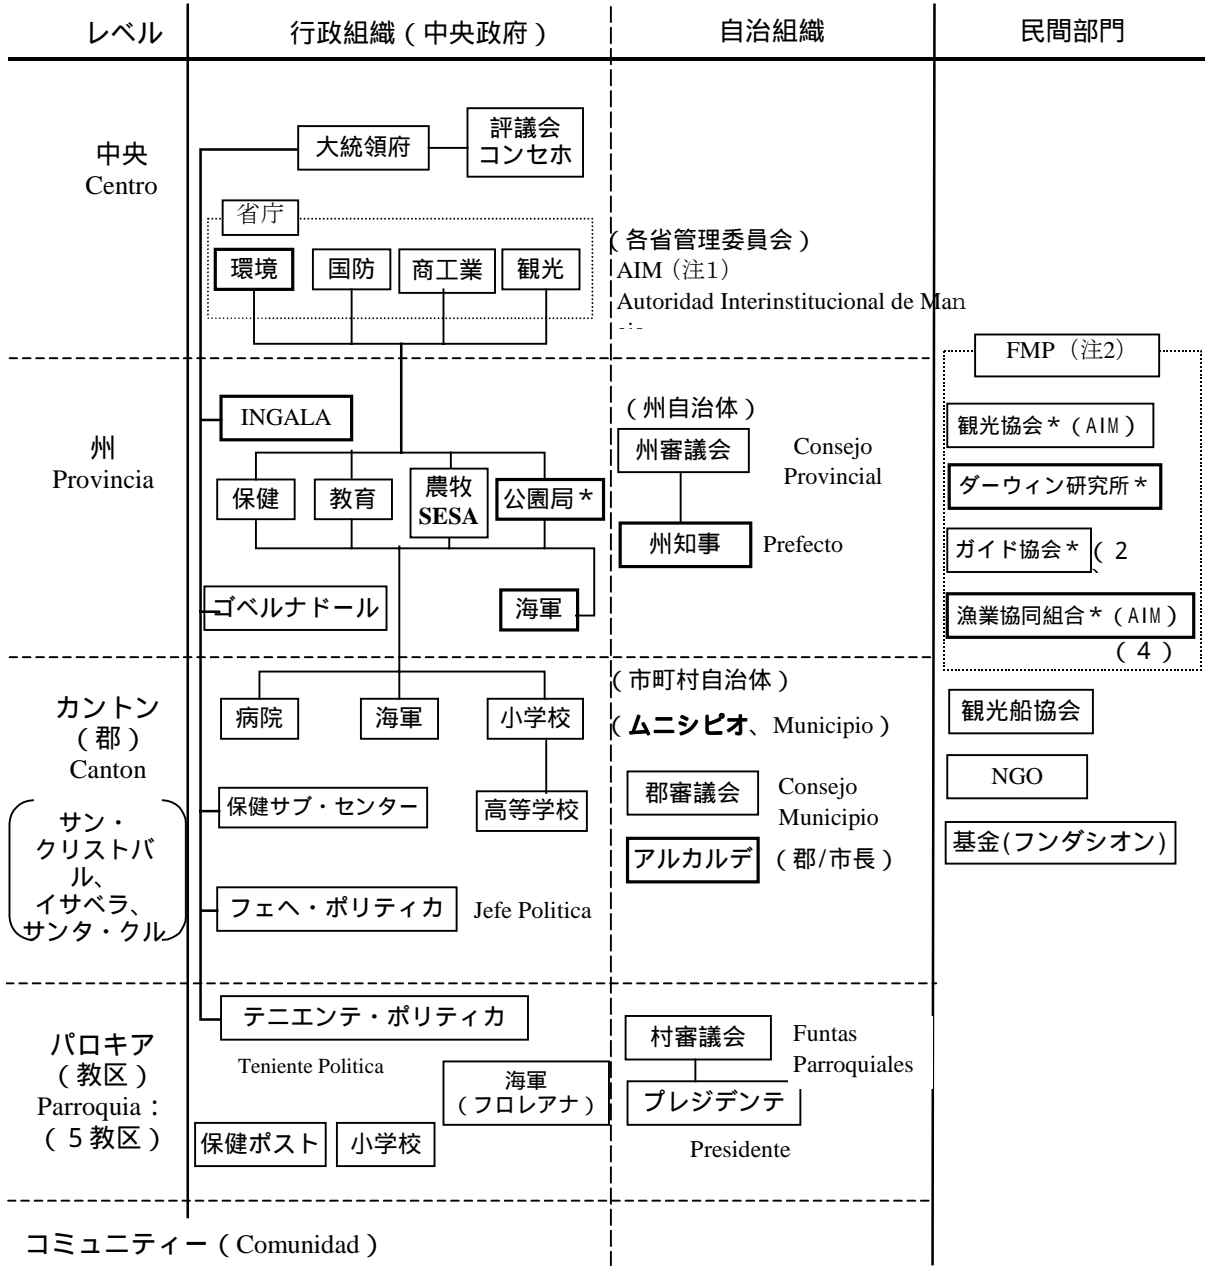 レベル
行政組織(中央政府)
自治組織
民間部門
中央
Centro
大統領府
評議会
コンセホ
省庁
環境
国防
商工業
観光
(各省管理委員会)
AIM(注1)
Autoridad Interinstitucional de Man
州
Provincia
INGALA
保健
教育
農牧
SESA
公園局*
ゴベルナドール
海軍
(州自治体)
州審議会
Consejo
Provincial
州知事
Prefecto
FMP(注2)
観光協会*(AIM)
ダーウィン研究所*
ガイド協会*(2
漁業協同組合*(AIM)
(4)
カントン
(郡)
Canton
サン・
クリストバ
ル、
イサベラ、
サンタ・クル
病院
海軍
小学校
保健サブ・センター
高等学校
フェヘ・ポリティカ
Jefe Politica
(市町村自治体)
(ムニシピオ、Municipio)
郡審議会
Consejo
Municipio
アルカルデ
(郡/市長)
観光船協会
NGO
基金(フンダシオン)
パロキア
(教区)
Parroquia:
(5教区)
テニエンテ・ポリティカ
Teniente Politica
海軍
(フロレアナ)
保健ポスト
小学校
村審議会
Funtas
Parroquiales
プレジデンテ
Presidente
コミュニティー(Comunidad)